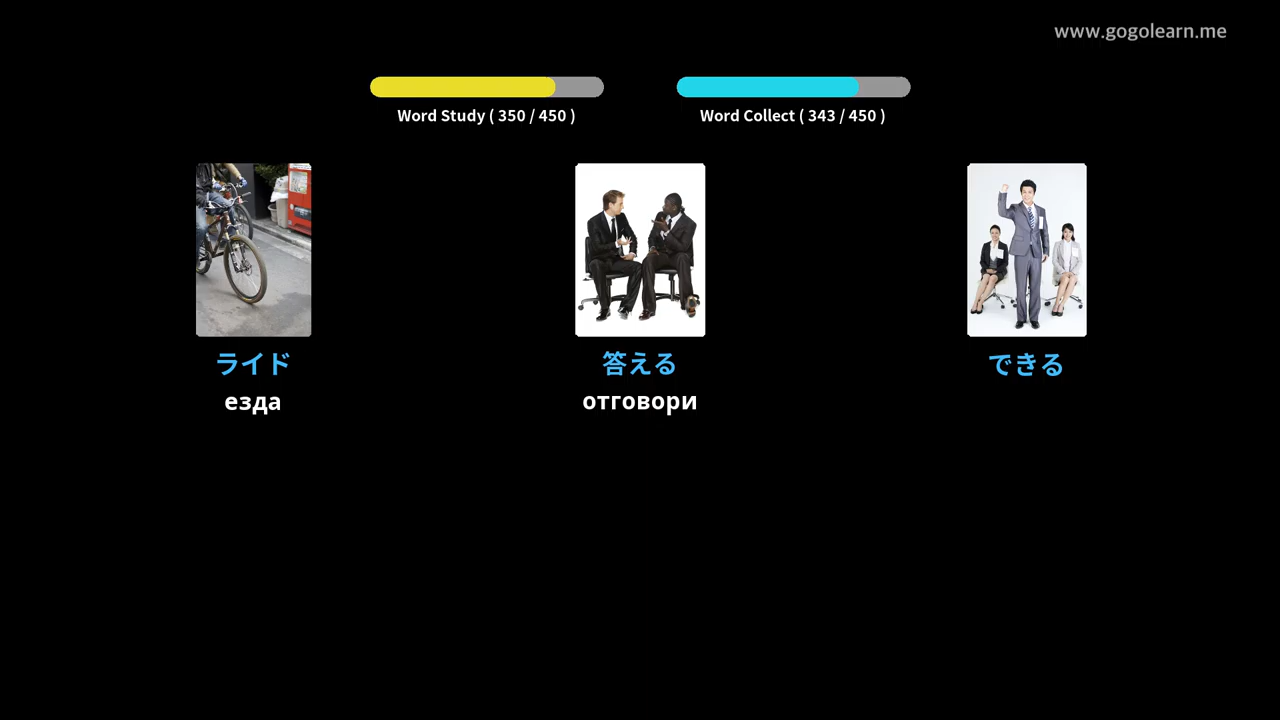 www.gogolearn.me
Word Study ( 350 / 450 )
Word Collect ( 343 / 450 )
ライド
езда
答える
отговори
できる